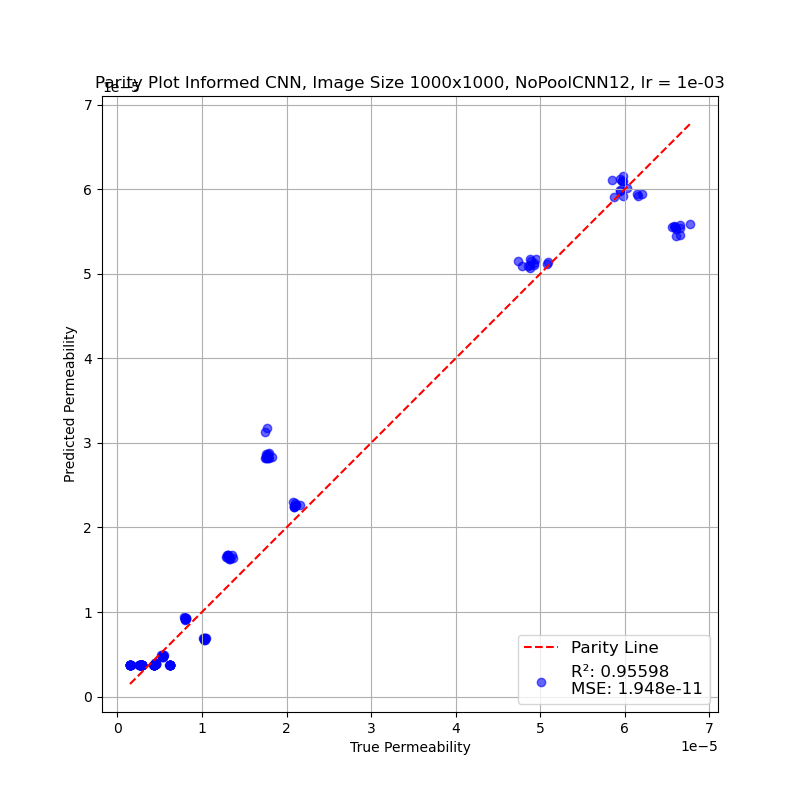 Parity Plot Informed CNN, Image Size 1000x1000, NoPoolCNN12, lr = 1e-03
1e−5
7
6
5
4
3
2
1
0
Predicted Permeability
Parity Line
R²: 0.95598
MSE: 1.948e-11
0 1 2 3 4 5 6 7
True Permeability
1e−5